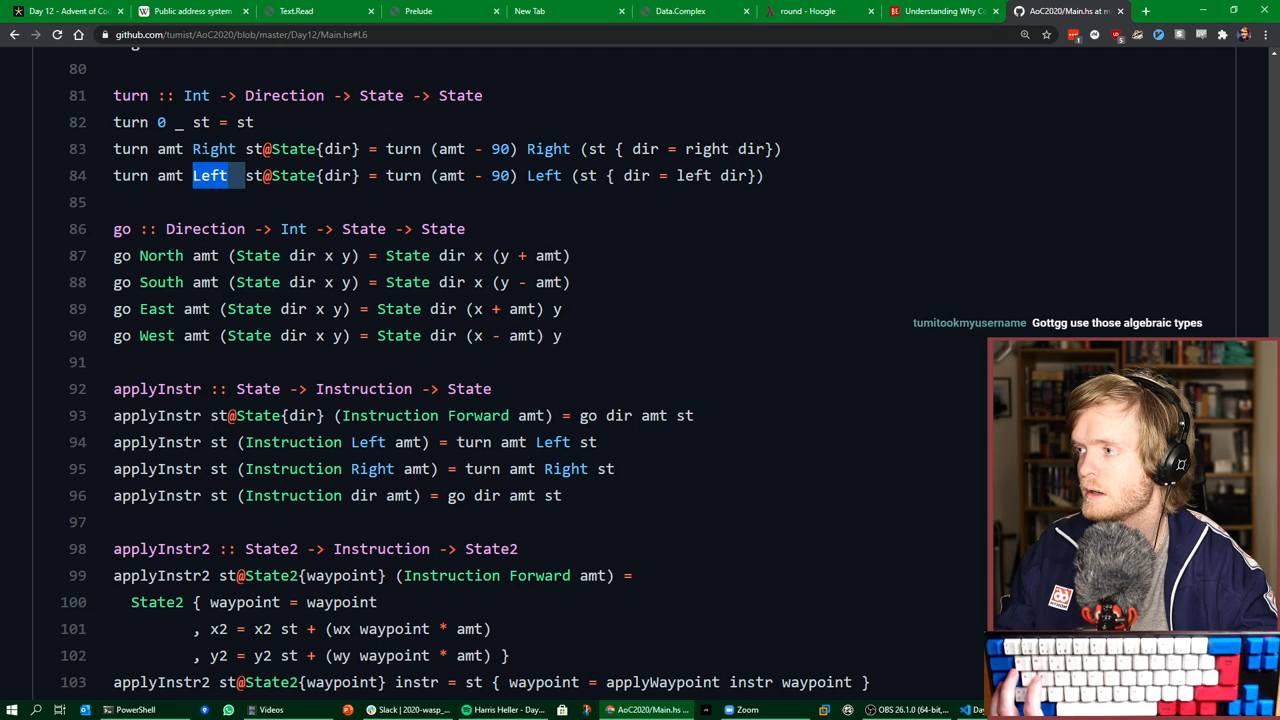 Day 12 - Advent of Co
Public address system
Text.Read
Prelude
New Tab
Data.Complex
round - Hoogle
Understanding Why Co
AoC2020/Main.hs at m
github.com/tumist/AoC2020/blob/master/Day12/Main.hs#L6
80
81 turn :: Int -> Direction -> State -> State
82 turn 0 _ st = st
83 turn amt Right st@State{dir} = turn (amt - 90) Right (st { dir = right dir})
84 turn amt Left st@State{dir} = turn (amt - 90) Left (st { dir = left dir})
85
86 go :: Direction -> Int -> State -> State
87 go North amt (State dir x y) = State dir x (y + amt)
88 go South amt (State dir x y) = State dir x (y - amt)
89 go East amt (State dir x y) = State dir (x + amt) y
tumitookmyusername Gottgg use those algebraic types
90 go West amt (State dir x y) = State dir (x - amt) y
91
92 applyInstr :: State -> Instruction -> State
93 applyInstr st@State{dir} (Instruction Forward amt) = go dir amt st
94 applyInstr st (Instruction Left amt) = turn amt Left st
95 applyInstr st (Instruction Right amt) = turn amt Right st
96 applyInstr st (Instruction dir amt) = go dir amt st
97
98 applyInstr2 :: State2 -> Instruction -> State2
99 applyInstr2 st@State2{waypoint} (Instruction Forward amt) =
100 State2 { waypoint = waypoint
101 , x2 = x2 st + (wx waypoint * amt)
102 , y2 = y2 st + (wy waypoint * amt) }
103 applyInstr2 st@State2{waypoint} instr = st { waypoint = applyWaypoint instr waypoint }
PowerShell
Videos
Slack | 2020-wasp_...
Harris Heller - Day...
AoC2020/Main.hs ...
Zoom
OBS 26.1.0 (64-bit,...